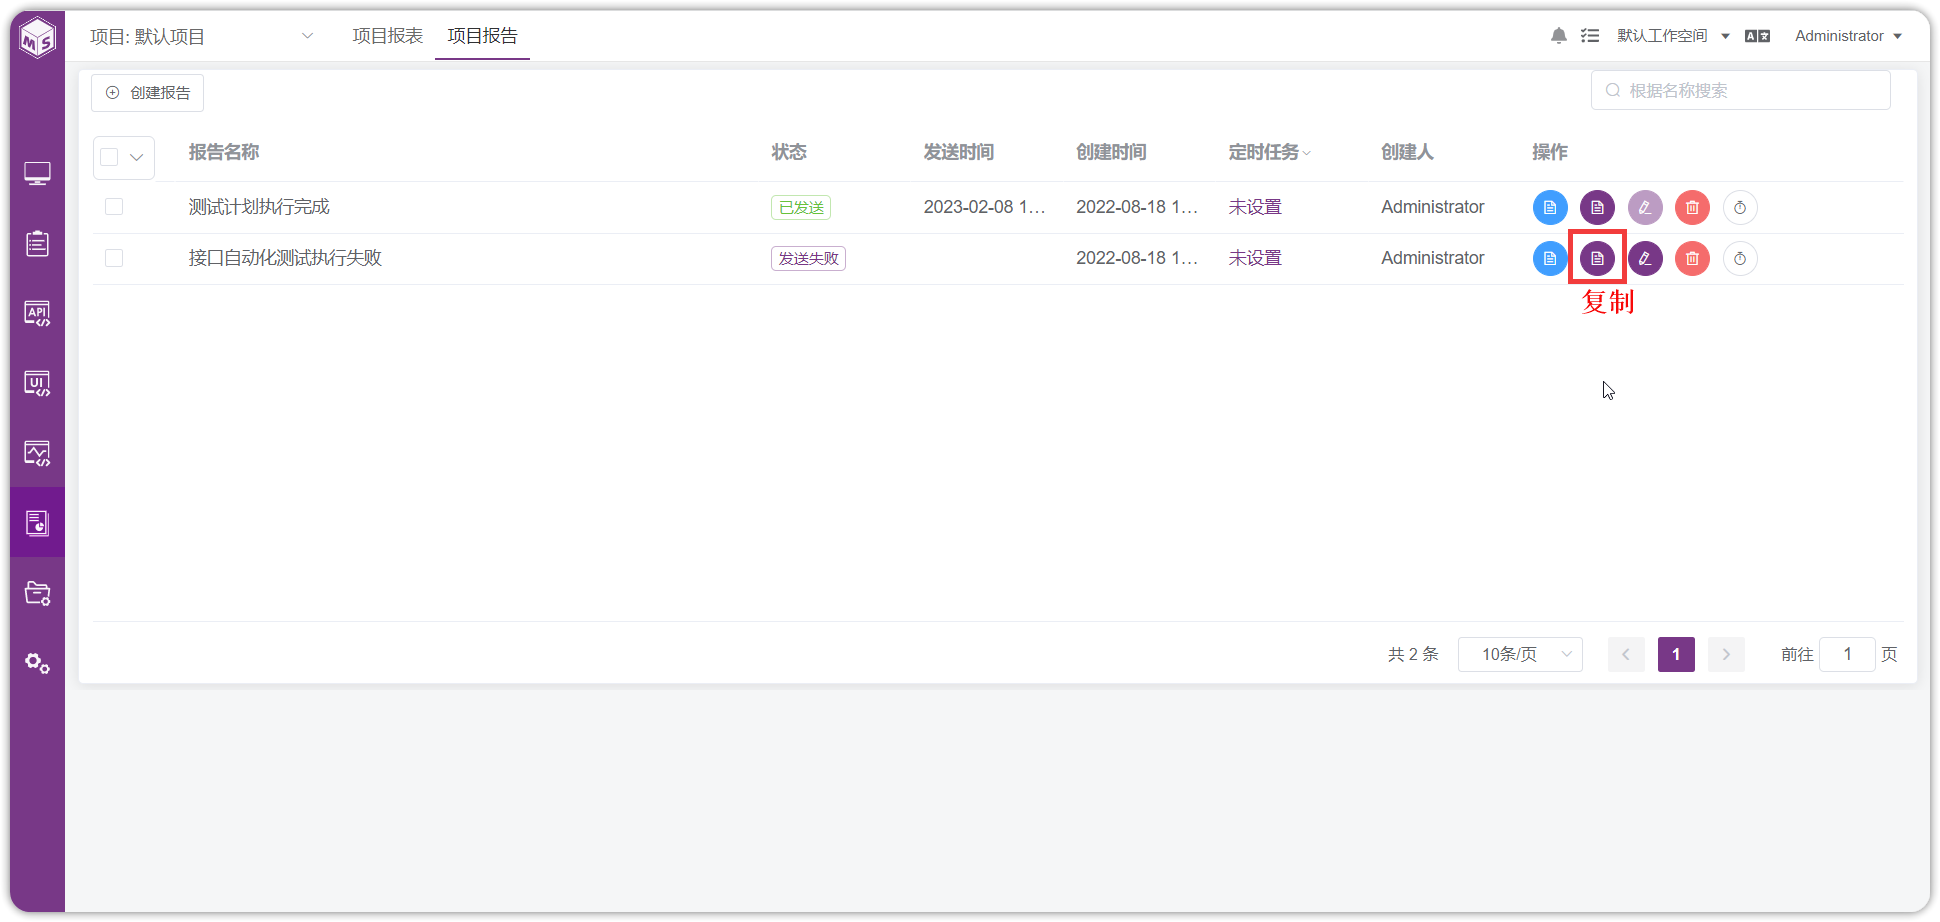 MS
项目: 默认项目
项目报表
项目报告
默认工作空间
A文
Administrator
创建报告
根据名称搜索
报告名称 状态 发送时间 创建时间 定时任务 创建人 操作
测试计划执行完成 已发送 2023-02-08 1... 2022-08-18 1... 未设置 Administrator
接口自动化测试执行失败 发送失败 2022-08-18 1... 未设置 Administrator
复制
API
UI
共 2 条 10条/页 1 前往 1 页